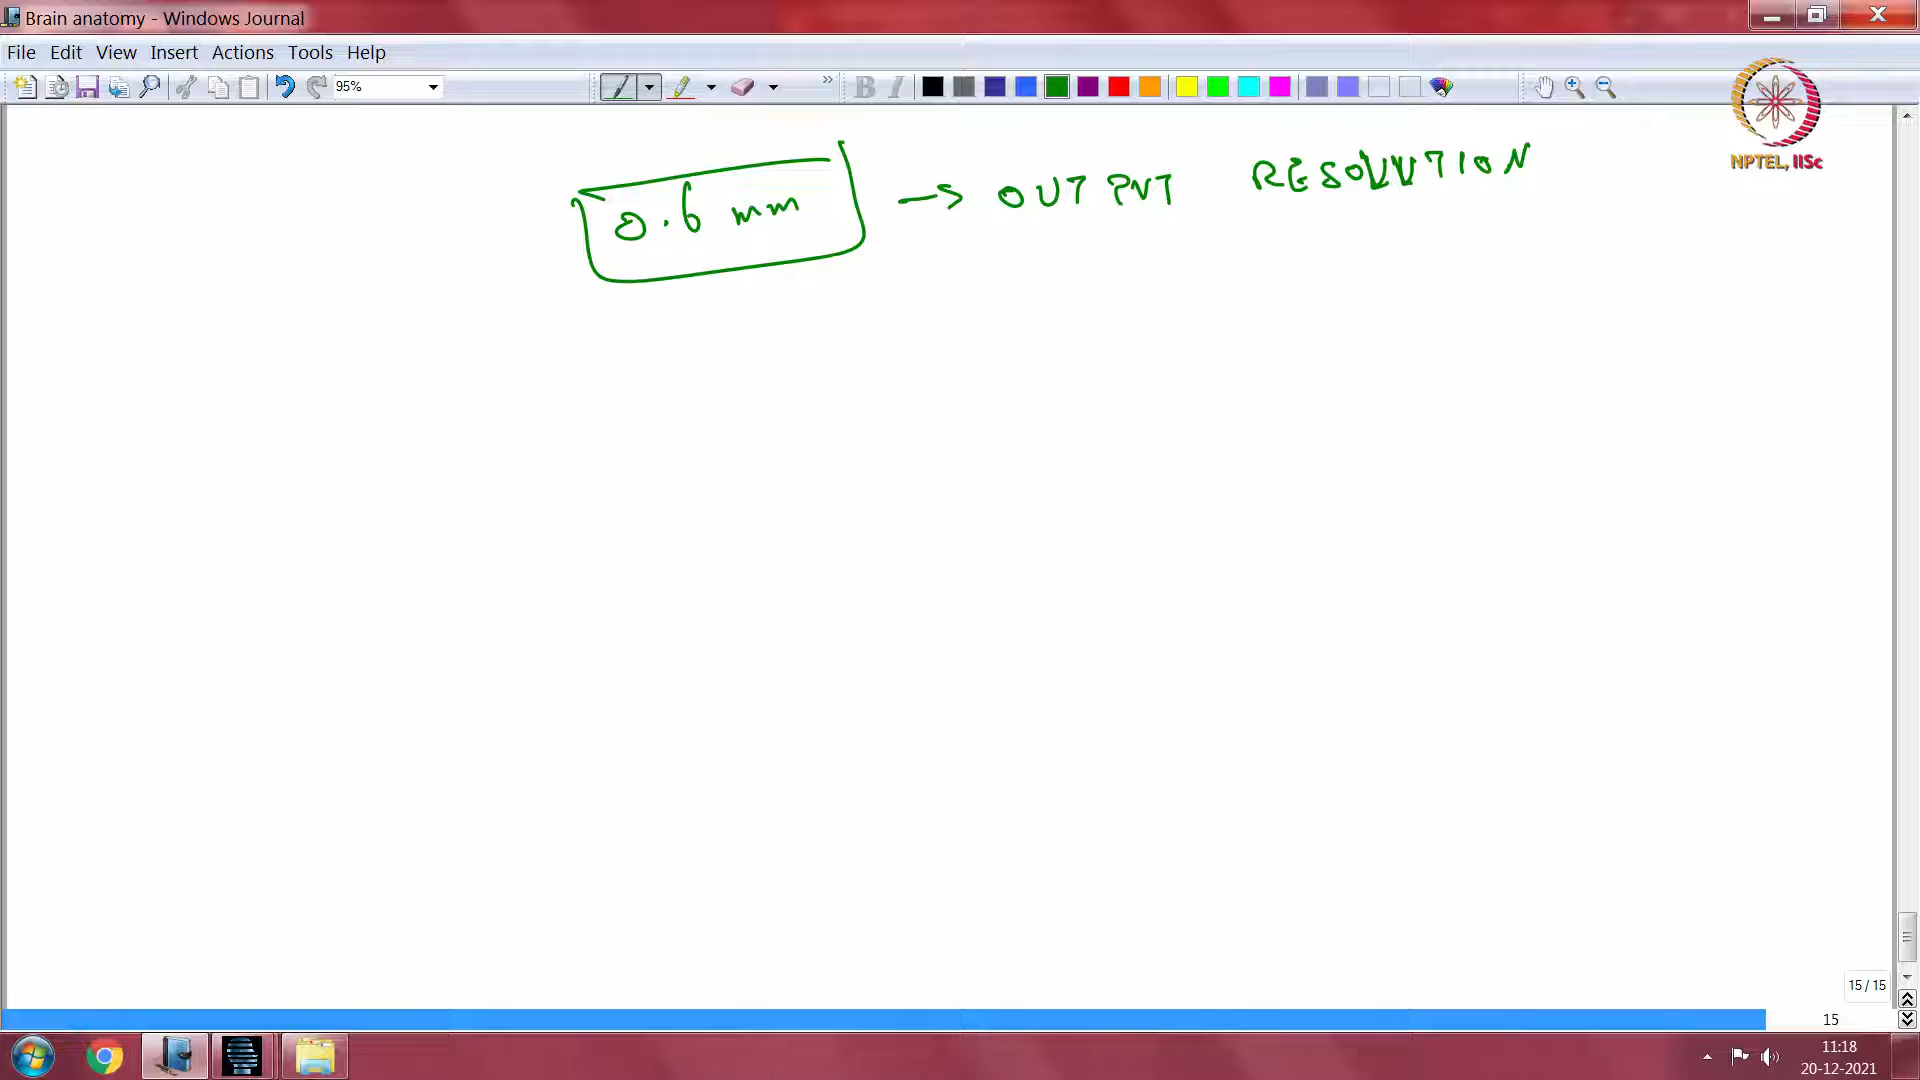 Brain anatomy - Windows Journal
File Edit View Insert Actions Tools Help
95%
B I
NPTEL, IISc
0.6 mm → OUTPUT RESOLUTION
15 / 15
15
11:18
20-12-2021